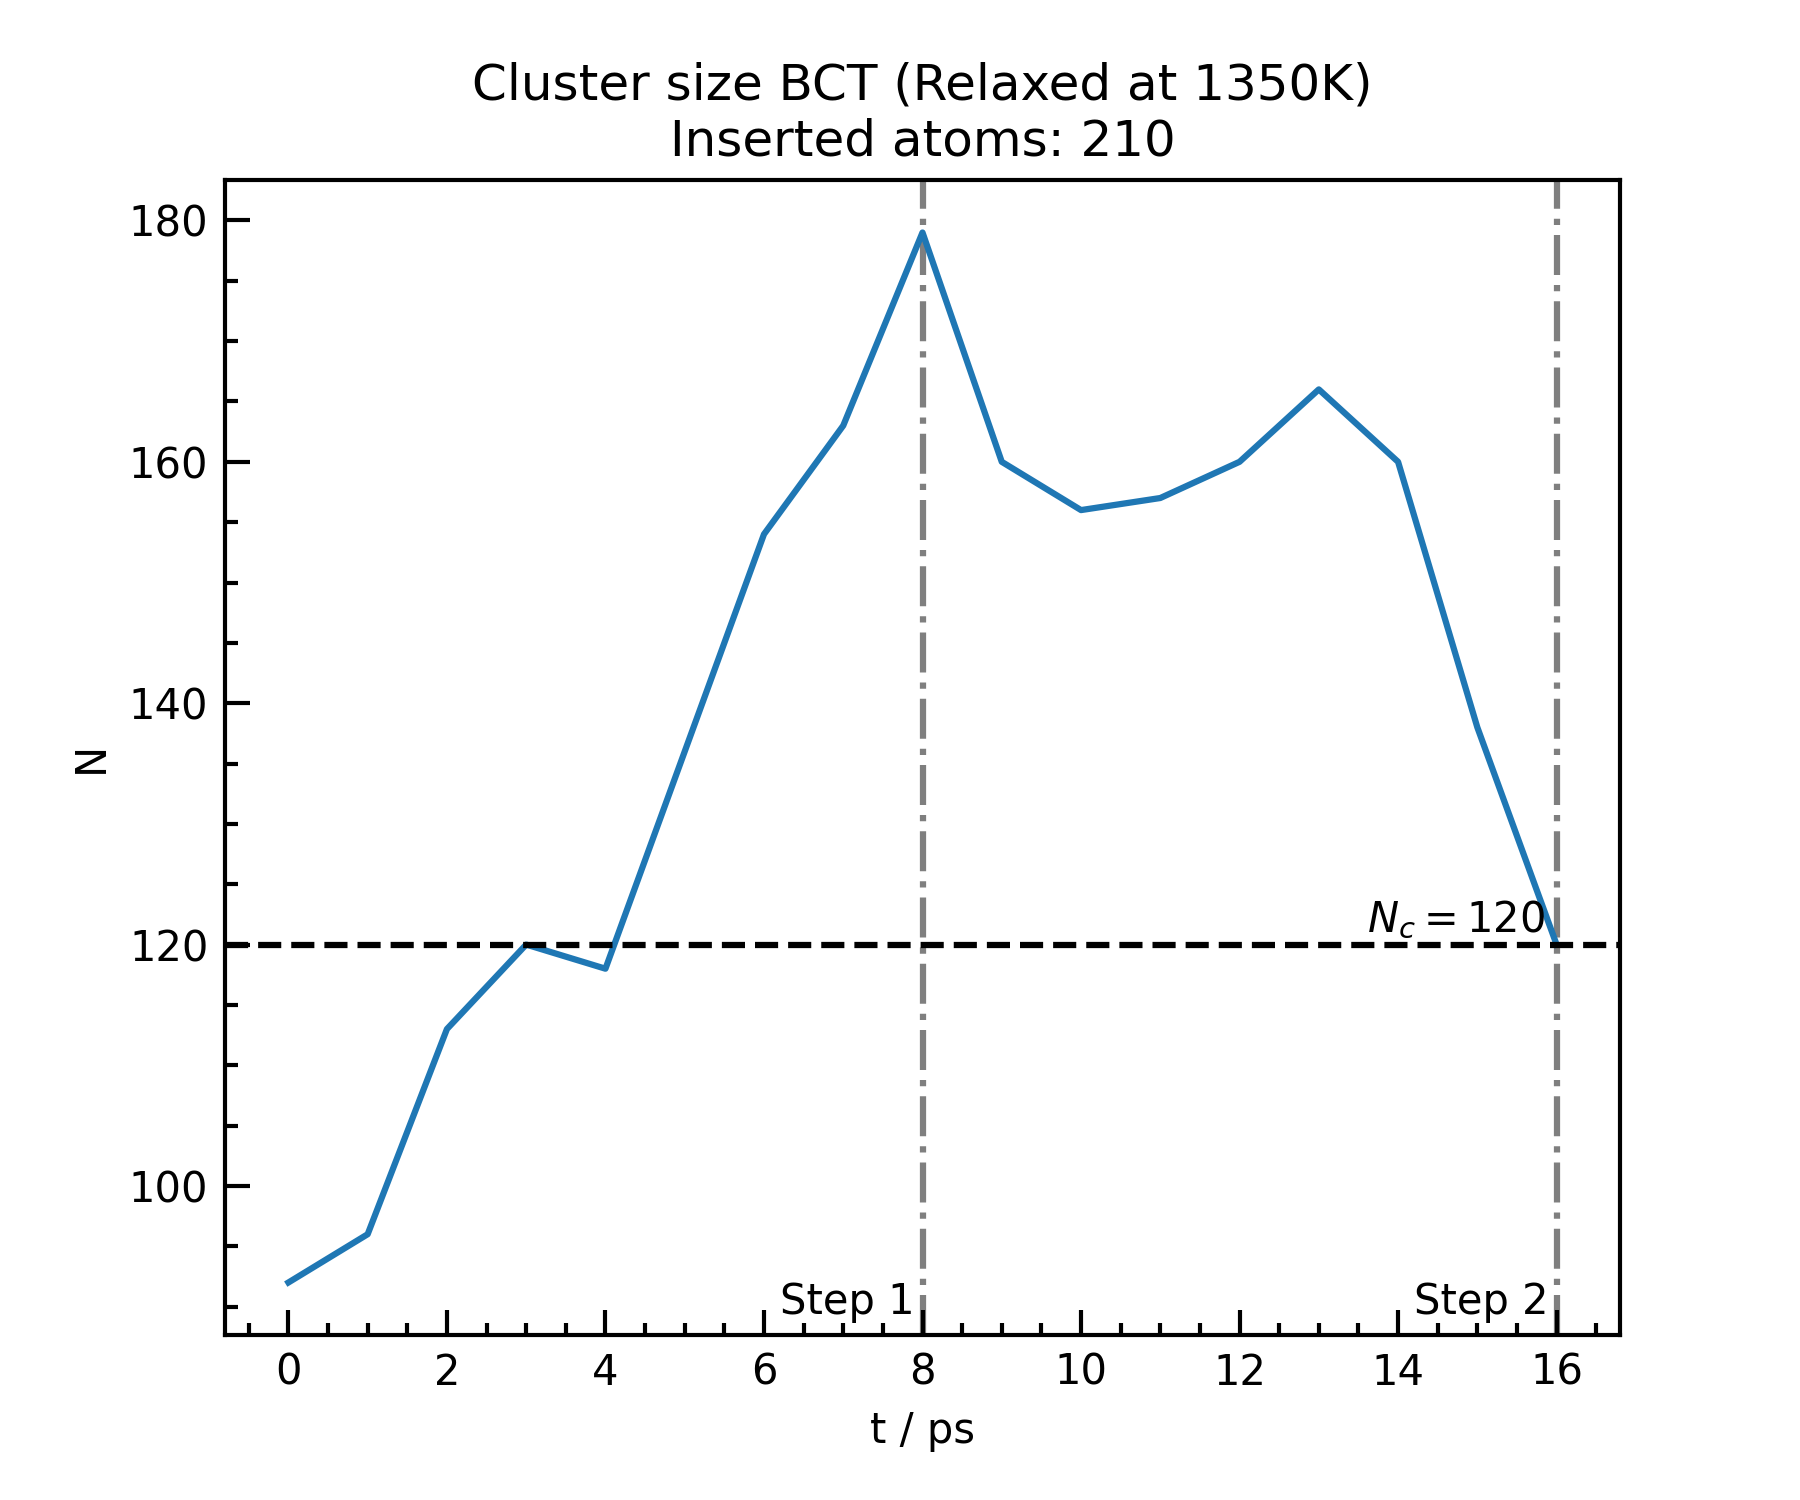 Cluster size BCT (Relaxed at 1350K)
Inserted atoms: 210
180
160
140
120
100
N
N_c = 120
Step 1
Step 2
0 2 4 6 8 10 12 14 16
t / ps